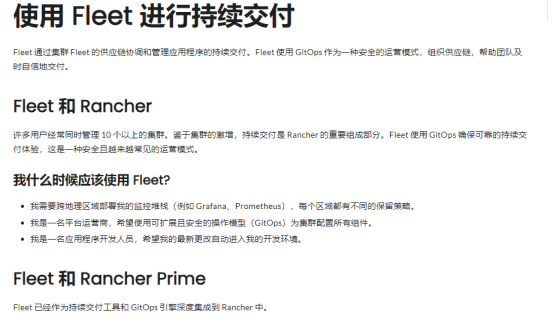 使用 Fleet 进行持续交付
Fleet 通过集群 Fleet 的供应链协调和管理应用程序的持续交付。Fleet 使用 GitOps 作为一种安全的运营模式，组织供应链，帮助团队及
时自信地交付。
Fleet 和 Rancher
许多用户经常同时管理 10 个以上的集群。鉴于集群的激增，持续交付是 Rancher 的重要组成部分。Fleet 使用 GitOps 确保可靠的持续交
付体验，这是一种安全且越来越常见的运营模式。
我什么时候应该使用 Fleet?
• 我需要跨地理区域部署我的监控堆栈（例如 Grafana、Prometheus），每个区域都有不同的保留策略。
• 我是一名平台运营商，希望使用可扩展且安全的操作模型（GitOps）为集群配置所有组件。
• 我是一名应用程序开发人员，希望我的最新更改自动进入我的开发环境。
Fleet 和 Rancher Prime
Fleet 已经作为持续交付工具和 GitOps 引擎深度集成到 Rancher 中。